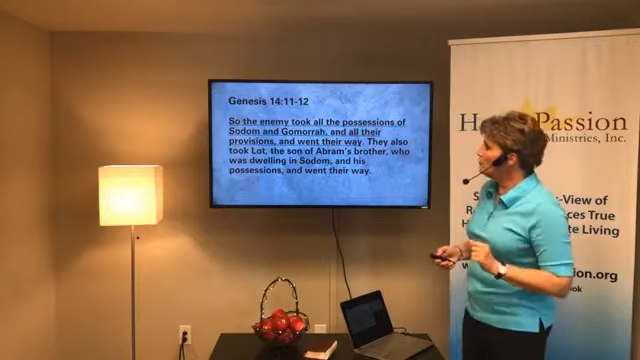 Genesis 14:11-12
So the enemy took all the possessions of
Sodom and Gomorrah, and all their
provisions, and went their way. They also
took Lot, the son of Abram's brother, who
was dwelling in Sodom, and his
possessions, and went their way.
Passion
Ministries, Inc.
-View of
True
Living
ion.org
ook